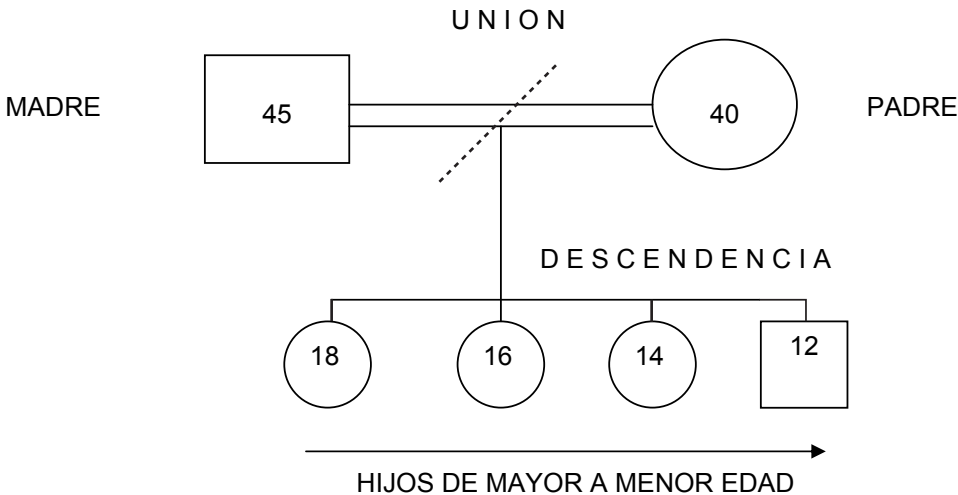 U N I O N
MADRE 45 40 PADRE
D E S C E N D E N C I A
18 16 14 12
HIJOS DE MAYOR A MENOR EDAD